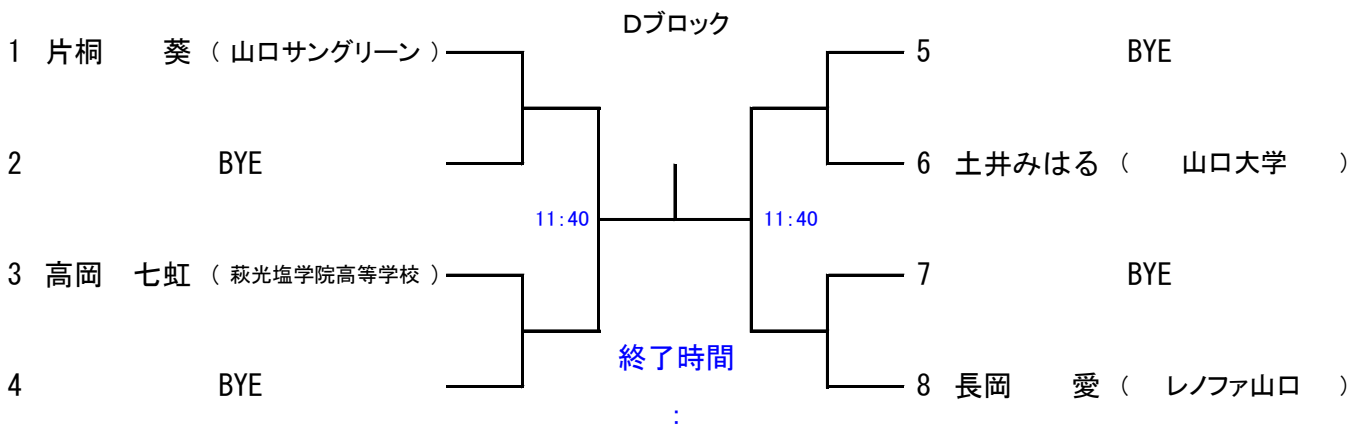 Dブロック
1 片桐 葵 ( 山口サングリーン )
5 BYE
2 BYE
6 土井みはる ( 山口大学 )
11:40
11:40
3 高岡 七虹 ( 萩光塩学院高等学校 )
7 BYE
終了時間
4 BYE
8 長岡 愛 ( レノファ山口 )
: